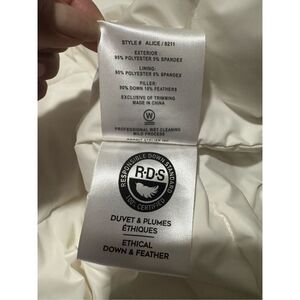 STYLE # ALICE / 8211
EXTERIOR:
95% POLYESTER 5% SPANDEX
LINING:
95% POLYESTER 5% SPANDEX
FILLER:
90% DOWN 10% FEATHERS
EXCLUSIVE OF TRIMMING
MADE IN CHINA
W
PROFESSIONAL WET CLEANING
MILD PROCESS
RESPONSIBLE DOWN STANDARD
R·D·S
100% CERTIFIED
DUVET & PLUMES
ÉTHIQUES
ETHICAL
DOWN & FEATHER